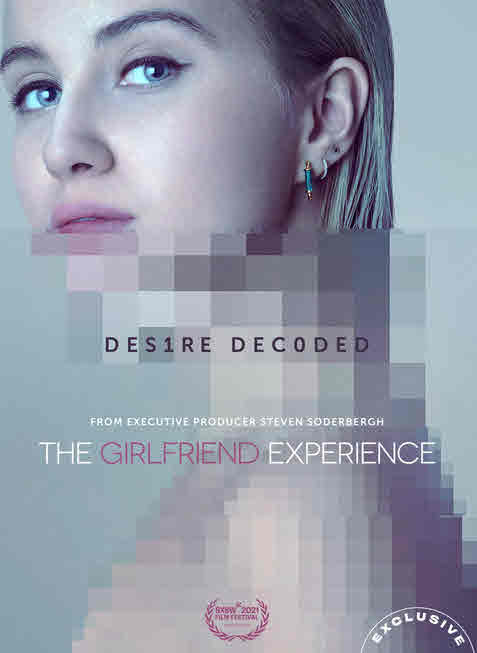 DES1RE DEC0DED
FROM EXECUTIVE PRODUCER STEVEN SODERBERGH
THE GIRLFRIEND EXPERIENCE
SXSW 2021
FILM FESTIVAL
EXCLUSIVE